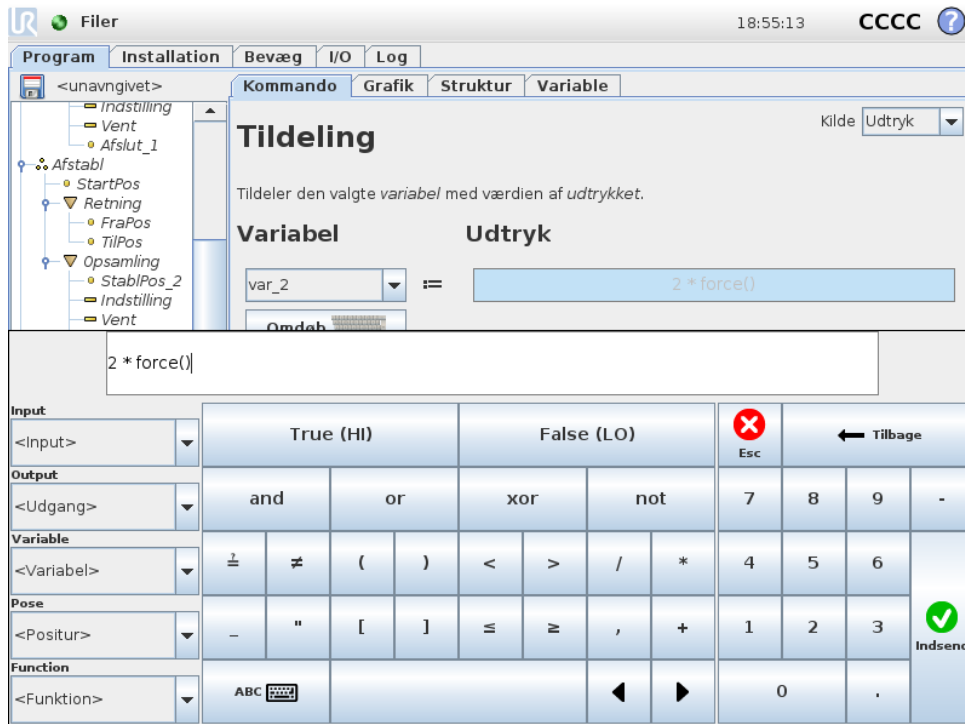 UR Filer 18:55:13 CCCC ?
Program Installation Bevæg I/O Log
<unavngivet>
Kommando Grafik Struktur Variable
Indstilling
Vent
Afslut_1
Afstabl
StartPos
Retning
FraPos
TilPos
Opsamling
StablPos_2
Indstilling
Vent
Kilde Udtryk
Tildeling
Tildeler den valgte variabel med værdien af udtrykket.
Variabel Udtryk
var_2 := 2 * force()
Omdøb
2 * force()
Input
<Input>
Output
<Udgang>
Variable
<Variabel>
Pose
<Positur>
Function
<Funktion>
True (HI) False (LO) Esc Tilbage
and or xor not 7 8 9 -
≟ ≠ ( ) < > / * 4 5 6
_ " [ ] ≤ ≥ , + 1 2 3 Indsend
ABC 0 .